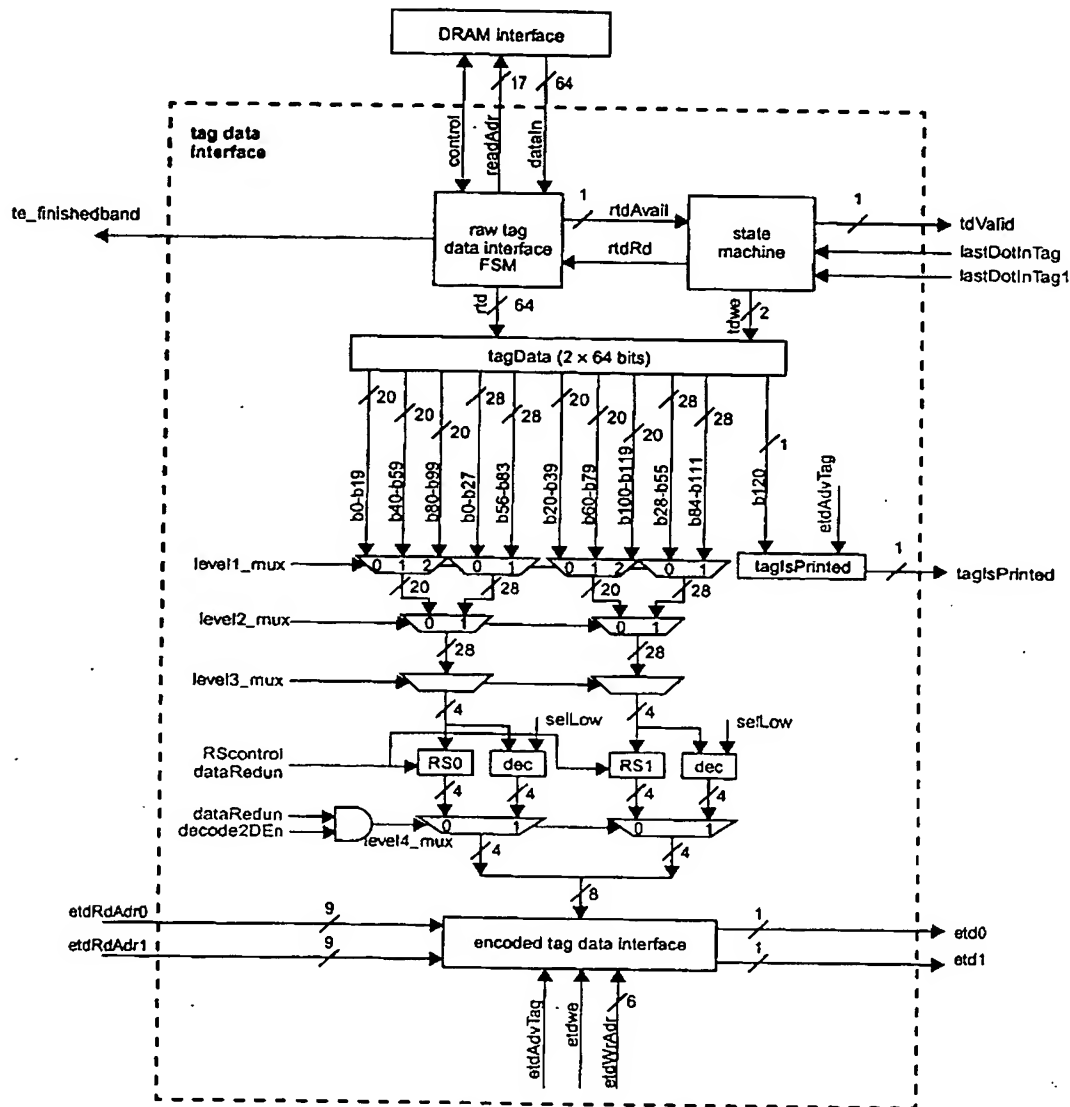 DRAM interface
17
64
tag data
interface
control
readAdr
dataIn
te_finishedband
raw tag
data interface
FSM
1
rtdAvail
rtdRd
state
machine
1
tdValid
lastDotInTag
lastDotInTag1
rtd
64
tdwe
2
tagData (2 × 64 bits)
20
20
20
28
28
20
20
20
28
28
1
b0-b19
b40-b59
b80-b99
b0-b27
b56-b83
b20-b39
b60-b79
b100-b119
b28-b55
b84-b111
b120
etdAdvTag
level1_mux
0 1 2
0 1
0 1 2
0 1
tagIsPrinted
1
tagIsPrinted
20
28
20
28
level2_mux
0 1
0 1
28
28
level3_mux
4
selLow
4
selLow
RScontrol
dataRedun
RS0
dec
RS1
dec
4
4
4
4
dataRedun
decode2DEn
level4_mux
0 1
0 1
4
4
8
etdRdAdr0
9
etdRdAdr1
9
encoded tag data interface
1
etd0
1
etd1
etdAdvTag
etdwe
etdWrAdr
6